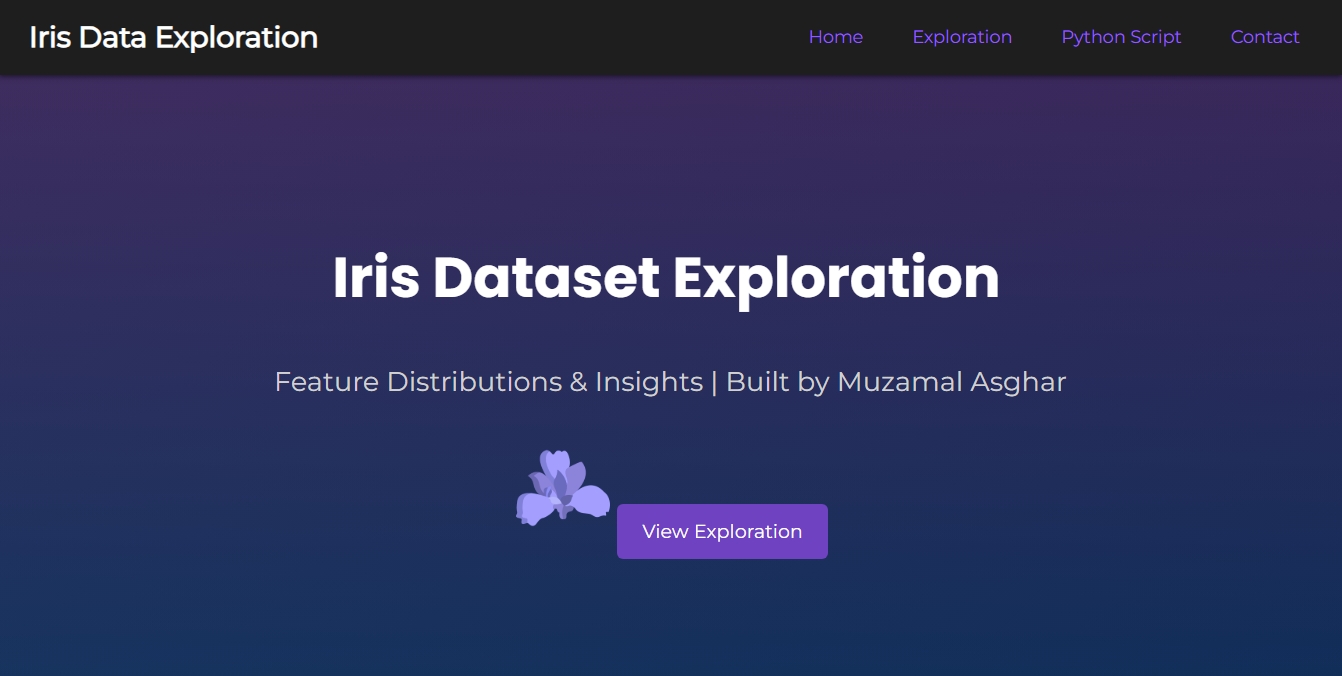 Iris Data Exploration
Home Exploration Python Script Contact
Iris Dataset Exploration
Feature Distributions & Insights | Built by Muzamal Asghar
View Exploration